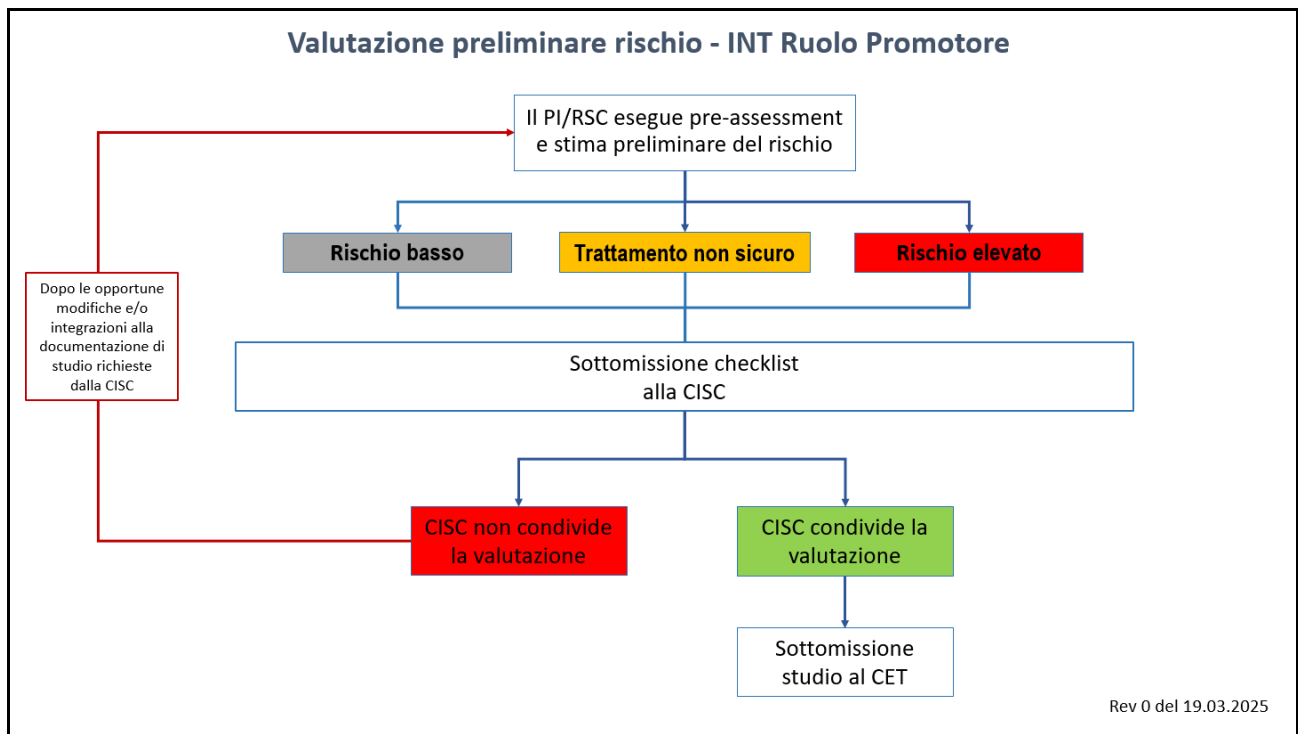 Valutazione preliminare rischio - INT Ruolo Promotore
Il PI/RSC esegue pre-assessment
e stima preliminare del rischio
Rischio basso
Trattamento non sicuro
Rischio elevato
Dopo le opportune
modifiche e/o
integrazioni alla
documentazione di
studio richieste
dalla CISC
Sottomissione checklist
alla CISC
CISC non condivide
la valutazione
CISC condivide la
valutazione
Sottomissione
studio al CET
Rev 0 del 19.03.2025